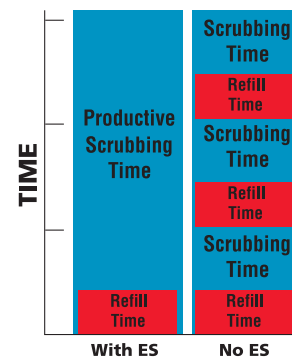 TIME
Productive
Scrubbing
Time
Refill
Time
With ES
Scrubbing
Time
Refill
Time
Scrubbing
Time
Refill
Time
Scrubbing
Time
Refill
Time
No ES